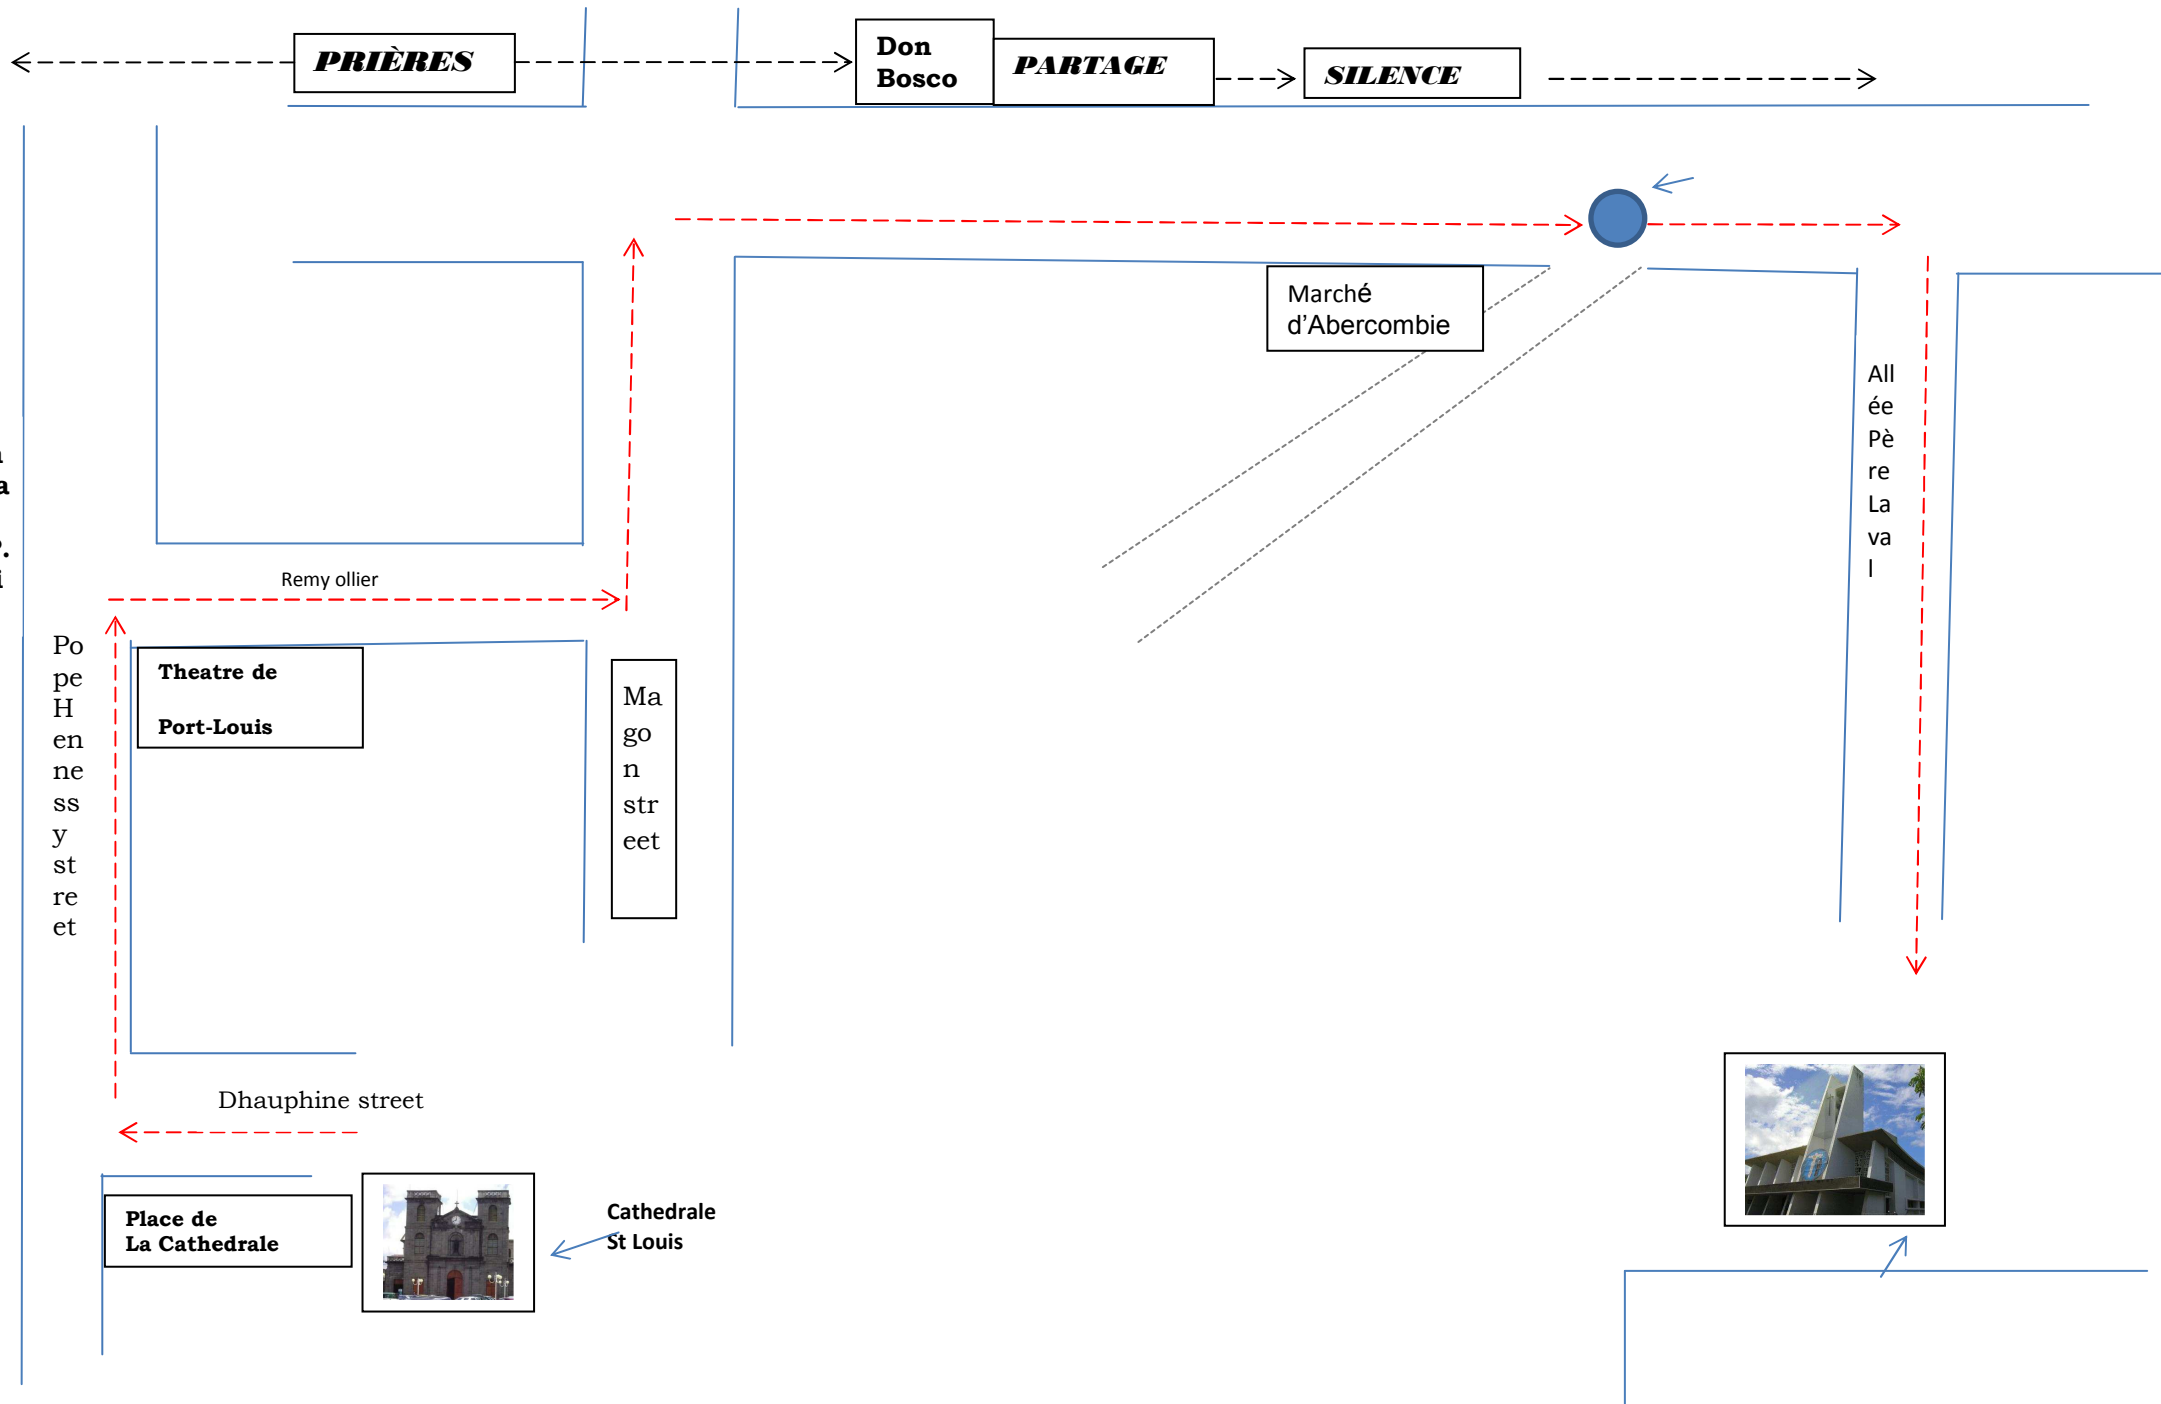 PRIÈRES
Don
Bosco
PARTAGE
SILENCE
Marché
d'Abercombie
All
ée
Pè
re
La
va
l
a
i
Remy ollier
Po
pe
H
en
ne
ss
y
st
re
et
Theatre de
Port-Louis
Ma
go
n
str
eet
Dhauphine street
Place de
La Cathedrale
Cathedrale
St Louis